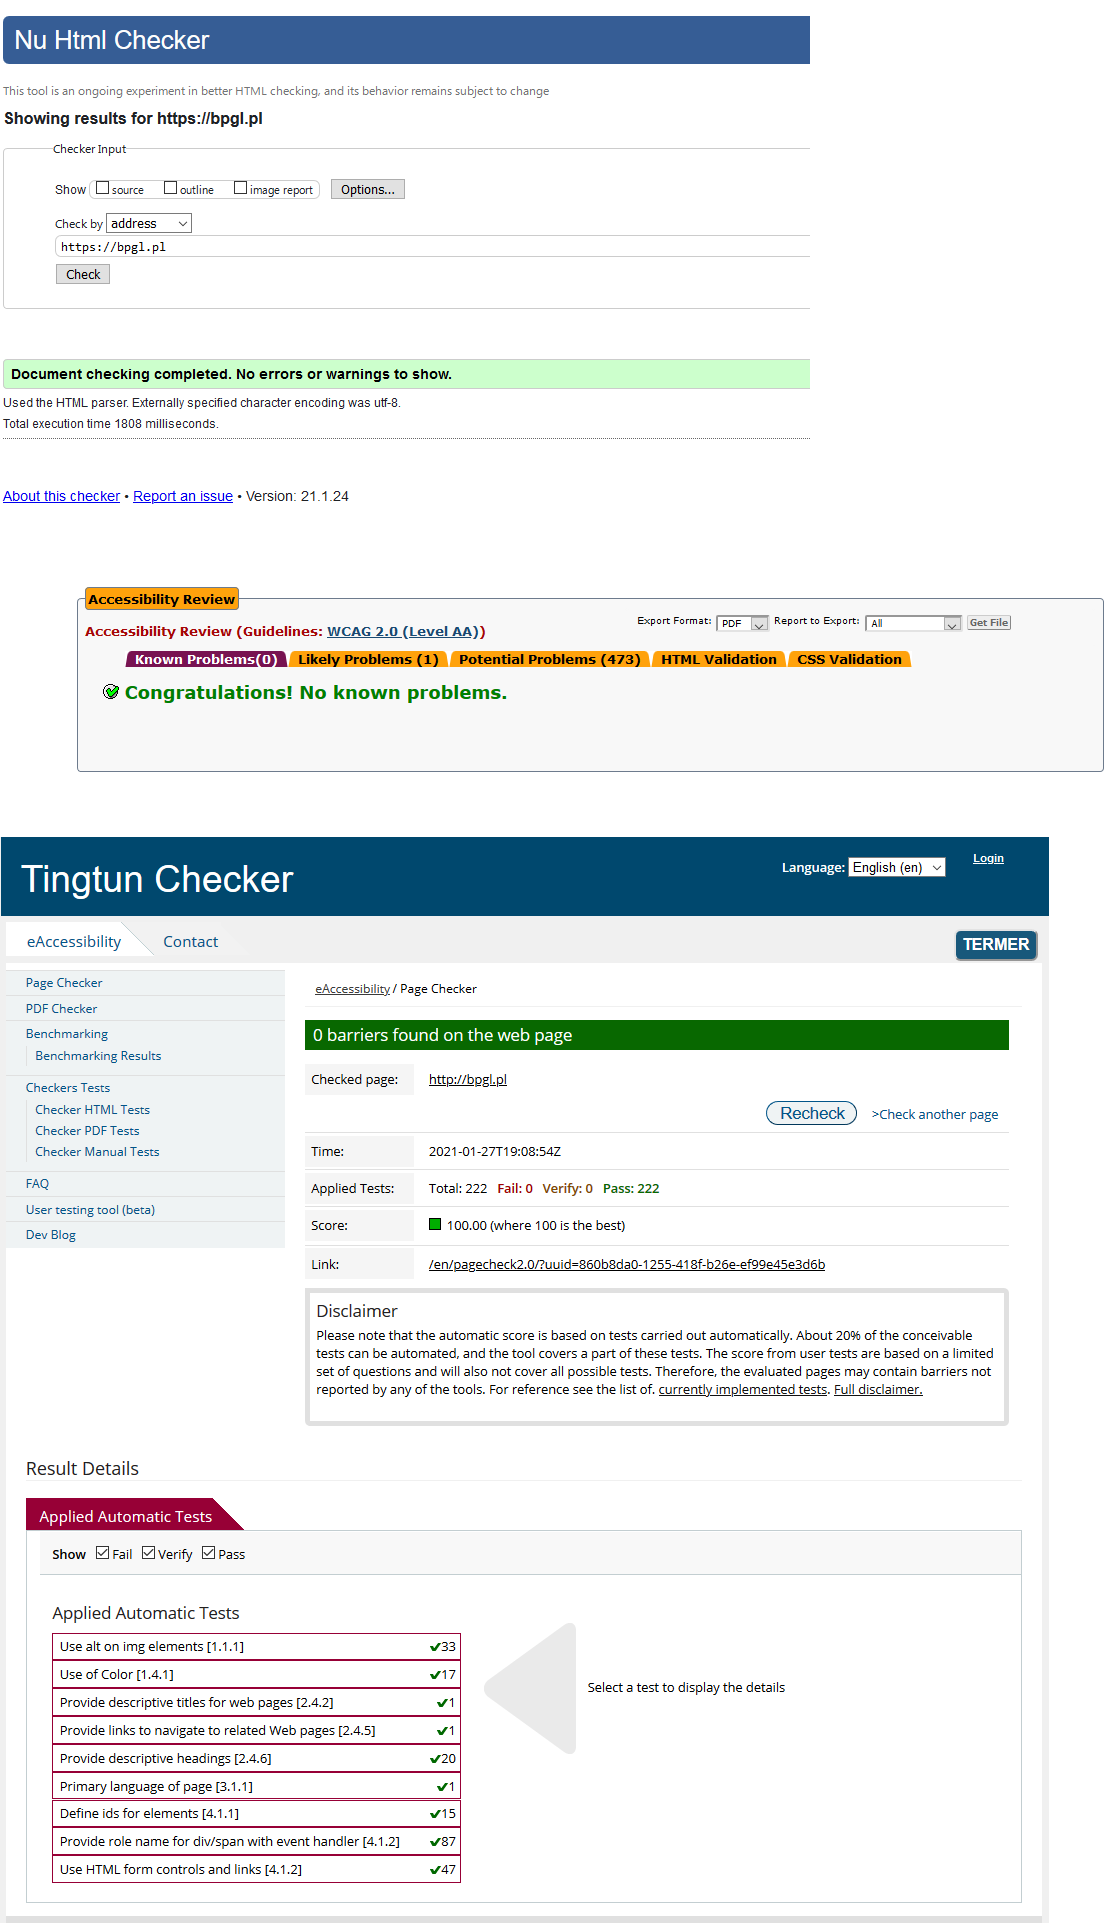 Nu Html Checker
This tool is an ongoing experiment in better HTML checking, and its behavior remains subject to change
Showing results for https://bpgl.pl
Checker Input
Show source outline image report Options...
Check by address
https://bpgl.pl
Check
Document checking completed. No errors or warnings to show.
Used the HTML parser. Externally specified character encoding was utf-8.
Total execution time 1808 milliseconds.
About this checker • Report an issue • Version: 21.1.24
Accessibility Review
Accessibility Review (Guidelines: WCAG 2.0 (Level AA))
Export Format: PDF Report to Export: All Get File
Known Problems(0) Likely Problems (1) Potential Problems (473) HTML Validation CSS Validation
Congratulations! No known problems.
Tingtun Checker
Language: English (en) Login
eAccessibility Contact
TERMER
Page Checker
PDF Checker
Benchmarking
Benchmarking Results
Checkers Tests
Checker HTML Tests
Checker PDF Tests
Checker Manual Tests
FAQ
User testing tool (beta)
Dev Blog
eAccessibility / Page Checker
0 barriers found on the web page
Checked page: http://bpgl.pl
Recheck >Check another page
Time: 2021-01-27T19:08:54Z
Applied Tests: Total: 222 Fail: 0 Verify: 0 Pass: 222
Score: 100.00 (where 100 is the best)
Link: /en/pagecheck2.0/?uuid=860b8da0-1255-418f-b26e-ef99e45e3d6b
Disclaimer
Please note that the automatic score is based on tests carried out automatically. About 20% of the conceivable
tests can be automated, and the tool covers a part of these tests. The score from user tests are based on a limited
set of questions and will also not cover all possible tests. Therefore, the evaluated pages may contain barriers not
reported by any of the tools. For reference see the list of. currently implemented tests. Full disclaimer.
Result Details
Applied Automatic Tests
Show Fail Verify Pass
Applied Automatic Tests
Use alt on img elements [1.1.1] 33
Use of Color [1.4.1] 17
Provide descriptive titles for web pages [2.4.2] 1
Provide links to navigate to related Web pages [2.4.5] 1
Provide descriptive headings [2.4.6] 20
Primary language of page [3.1.1] 1
Define ids for elements [4.1.1] 15
Provide role name for div/span with event handler [4.1.2] 87
Use HTML form controls and links [4.1.2] 47
Select a test to display the details